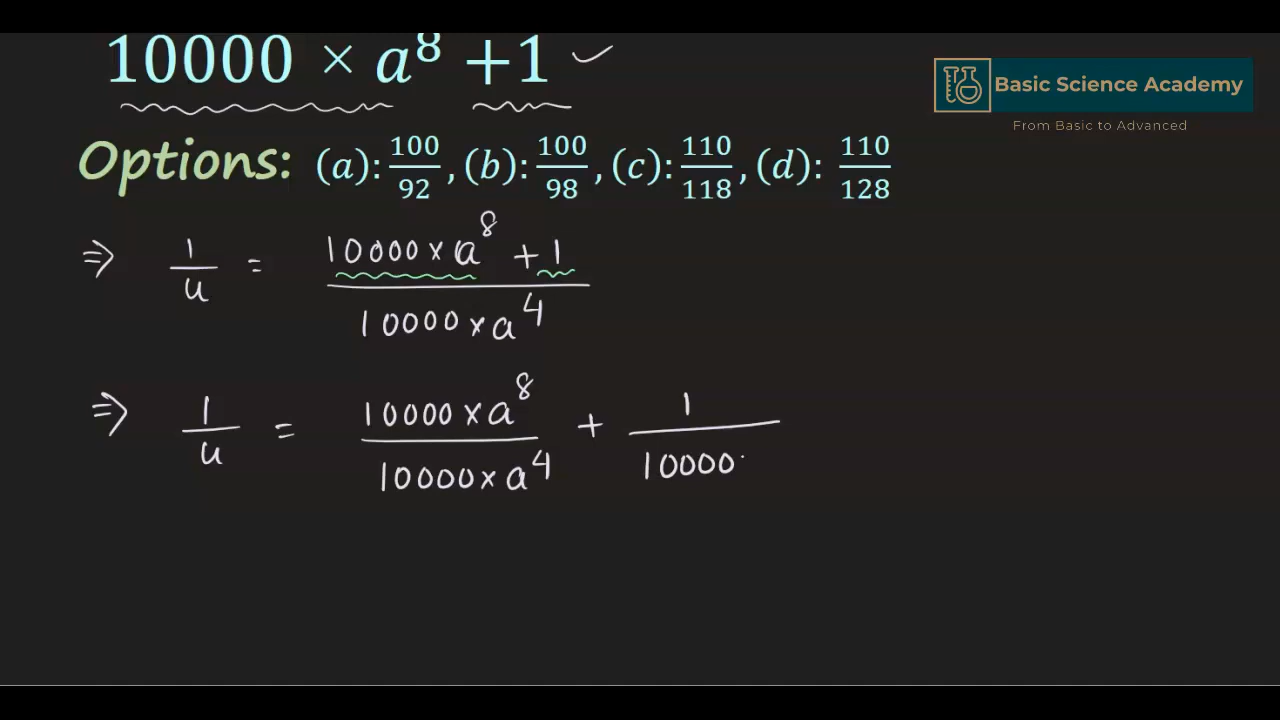 10000 × a⁸ +1
Basic Science Academy
From Basic to Advanced
Options: (a): 100/92, (b): 100/98, (c): 110/118, (d): 110/128
⇒ 1/u = (10000 × a⁸ + 1)/(10000 × a⁴)
⇒ 1/u = (10000 × a⁸)/(10000 × a⁴) + 1/10000